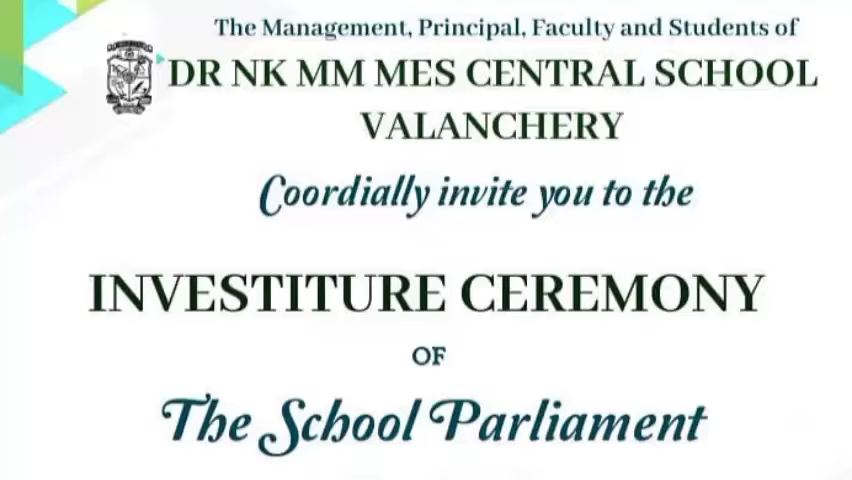 The Management, Principal, Faculty and Students of
DR NK MM MES CENTRAL SCHOOL
VALANCHERY
Coordially invite you to the
INVESTITURE CEREMONY
OF
The School Parliament